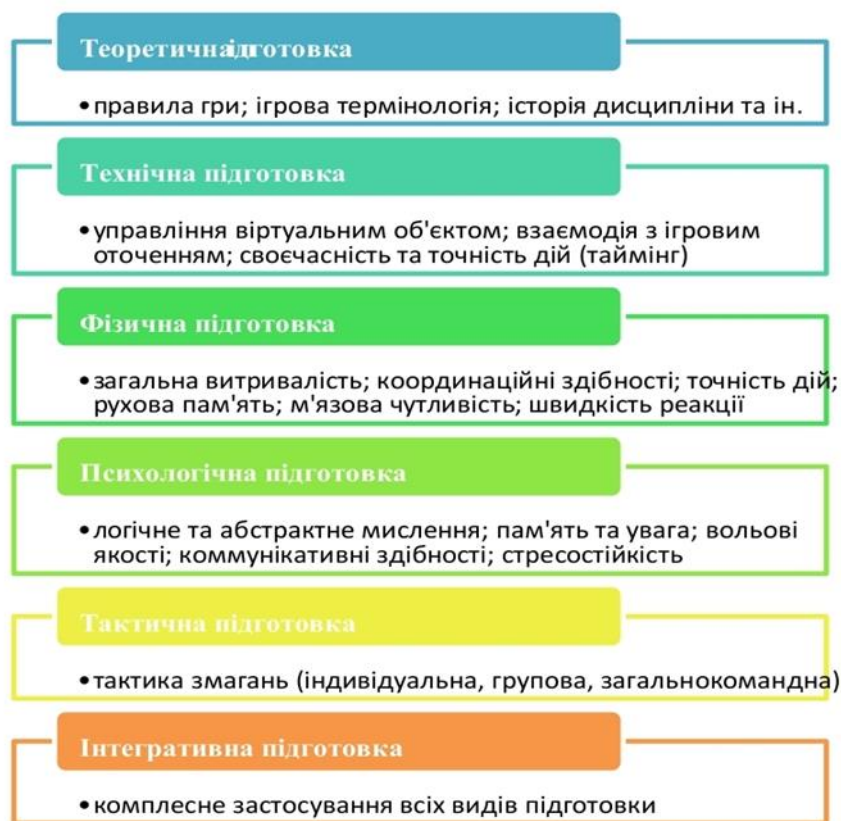 Теоретична підготовка
•правила гри; ігрова термінологія; історія дисципліни та ін.
Технічна підготовка
•управління віртуальним об'єктом; взаємодія з ігровим
оточенням; своєчасність та точність дій (таймінг)
Фізична підготовка
•загальна витривалість; координаційні здібності; точність дій;
рухова пам'ять; м'язова чутливість; швидкість реакції
Психологічна підготовка
•логічне та абстрактне мислення; пам'ять та увага; вольові
якості; коммунікативні здібності; стресостійкість
Тактична підготовка
•тактика змагань (індивідуальна, групова, загальнокомандна)
Інтегративна підготовка
•комплесне застосування всіх видів підготовки